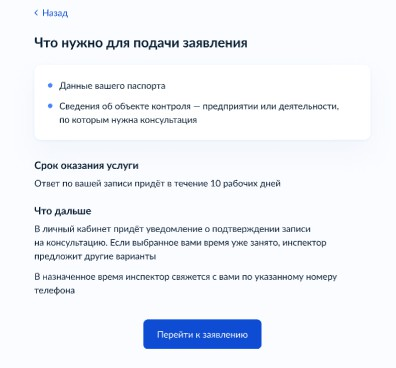 Назад
Что нужно для подачи заявления
Данные вашего паспорта
Сведения об объекте контроля — предприятии или деятельности,
по которым нужна консультация
Срок оказания услуги
Ответ по вашей записи придёт в течение 10 рабочих дней
Что дальше
В личный кабинет придёт уведомление о подтверждении записи
на консультацию. Если выбранное вами время уже занято, инспектор
предложит другие варианты
В назначенное время инспектор свяжется с вами по указанному номеру
телефона
Перейти к заявлению